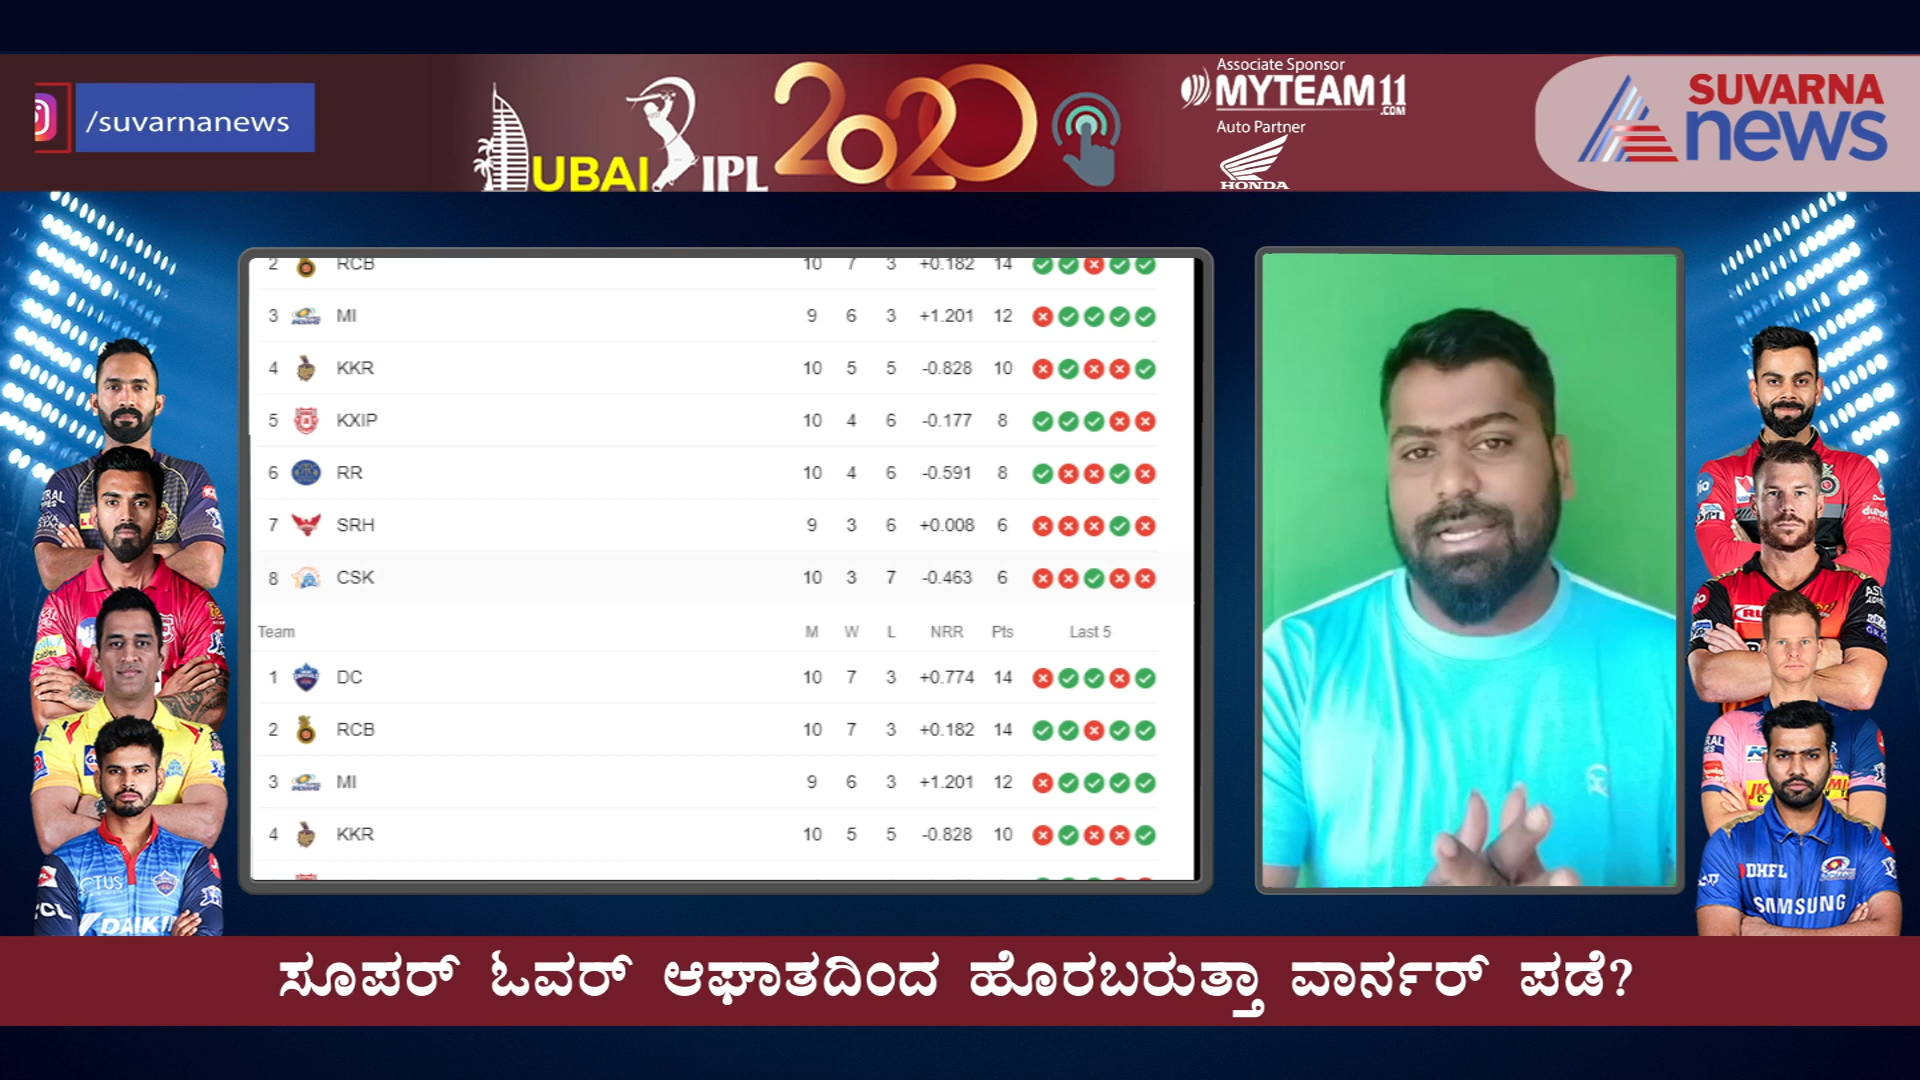 /suvarnanews
UBAI IPL
2020
Associate Sponsor
MYTEAM11
.COM
Auto Partner
HONDA
SUVARNA
news
2 RCB 10 7 3 +0.182 14
3 MI 9 6 3 +1.201 12
4 KKR 10 5 5 -0.828 10
5 KXIP 10 4 6 -0.177 8
6 RR 10 4 6 -0.591 8
7 SRH 9 3 6 +0.008 6
8 CSK 10 3 7 -0.463 6
Team M W L NRR Pts Last 5
1 DC 10 7 3 +0.774 14
2 RCB 10 7 3 +0.182 14
3 MI 9 6 3 +1.201 12
4 KKR 10 5 5 -0.828 10
DHFL
SAMSUNG
ಸೂಪರ್ ಓವರ್ ಆಘಾತದಿಂದ ಹೊರಬರುತ್ತಾ ವಾರ್ನರ್ ಪಡೆ?